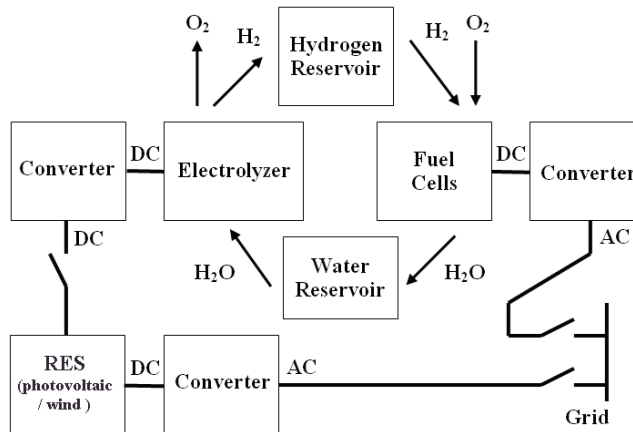 O₂
H₂
Hydrogen
Reservoir
H₂
O₂
Converter
DC
Electrolyzer
Fuel
Cells
DC
Converter
DC
AC
H₂O
Water
Reservoir
H₂O
RES
(photovoltaic
/ wind )
DC
Converter
AC
Grid